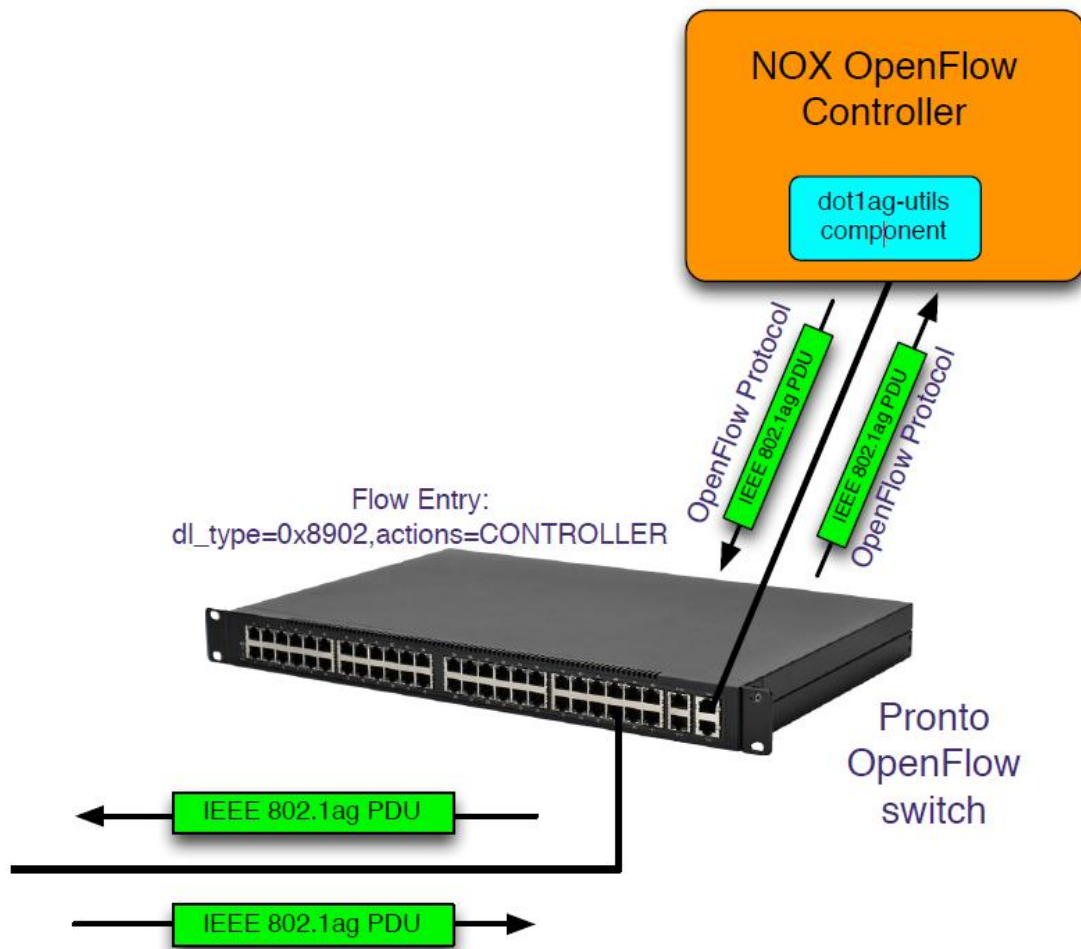 NOX OpenFlow
Controller
dot1ag-utils
component
OpenFlow Protocol
IEEE 802.1ag PDU
IEEE 802.1ag PDU
OpenFlow Protocol
Flow Entry:
dl_type=0x8902,actions=CONTROLLER
Pronto
OpenFlow
switch
IEEE 802.1ag PDU
IEEE 802.1ag PDU